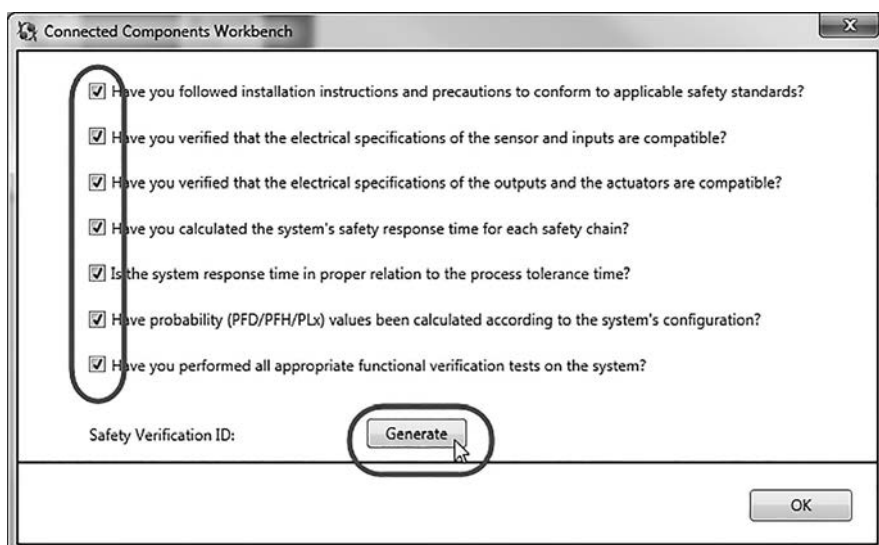 Connected Components Workbench
Have you followed installation instructions and precautions to conform to applicable safety standards?
Have you verified that the electrical specifications of the sensor and inputs are compatible?
Have you verified that the electrical specifications of the outputs and the actuators are compatible?
Have you calculated the system's safety response time for each safety chain?
Is the system response time in proper relation to the process tolerance time?
Have probability (PFD/PFH/PLx) values been calculated according to the system's configuration?
Have you performed all appropriate functional verification tests on the system?
Safety Verification ID: Generate
OK